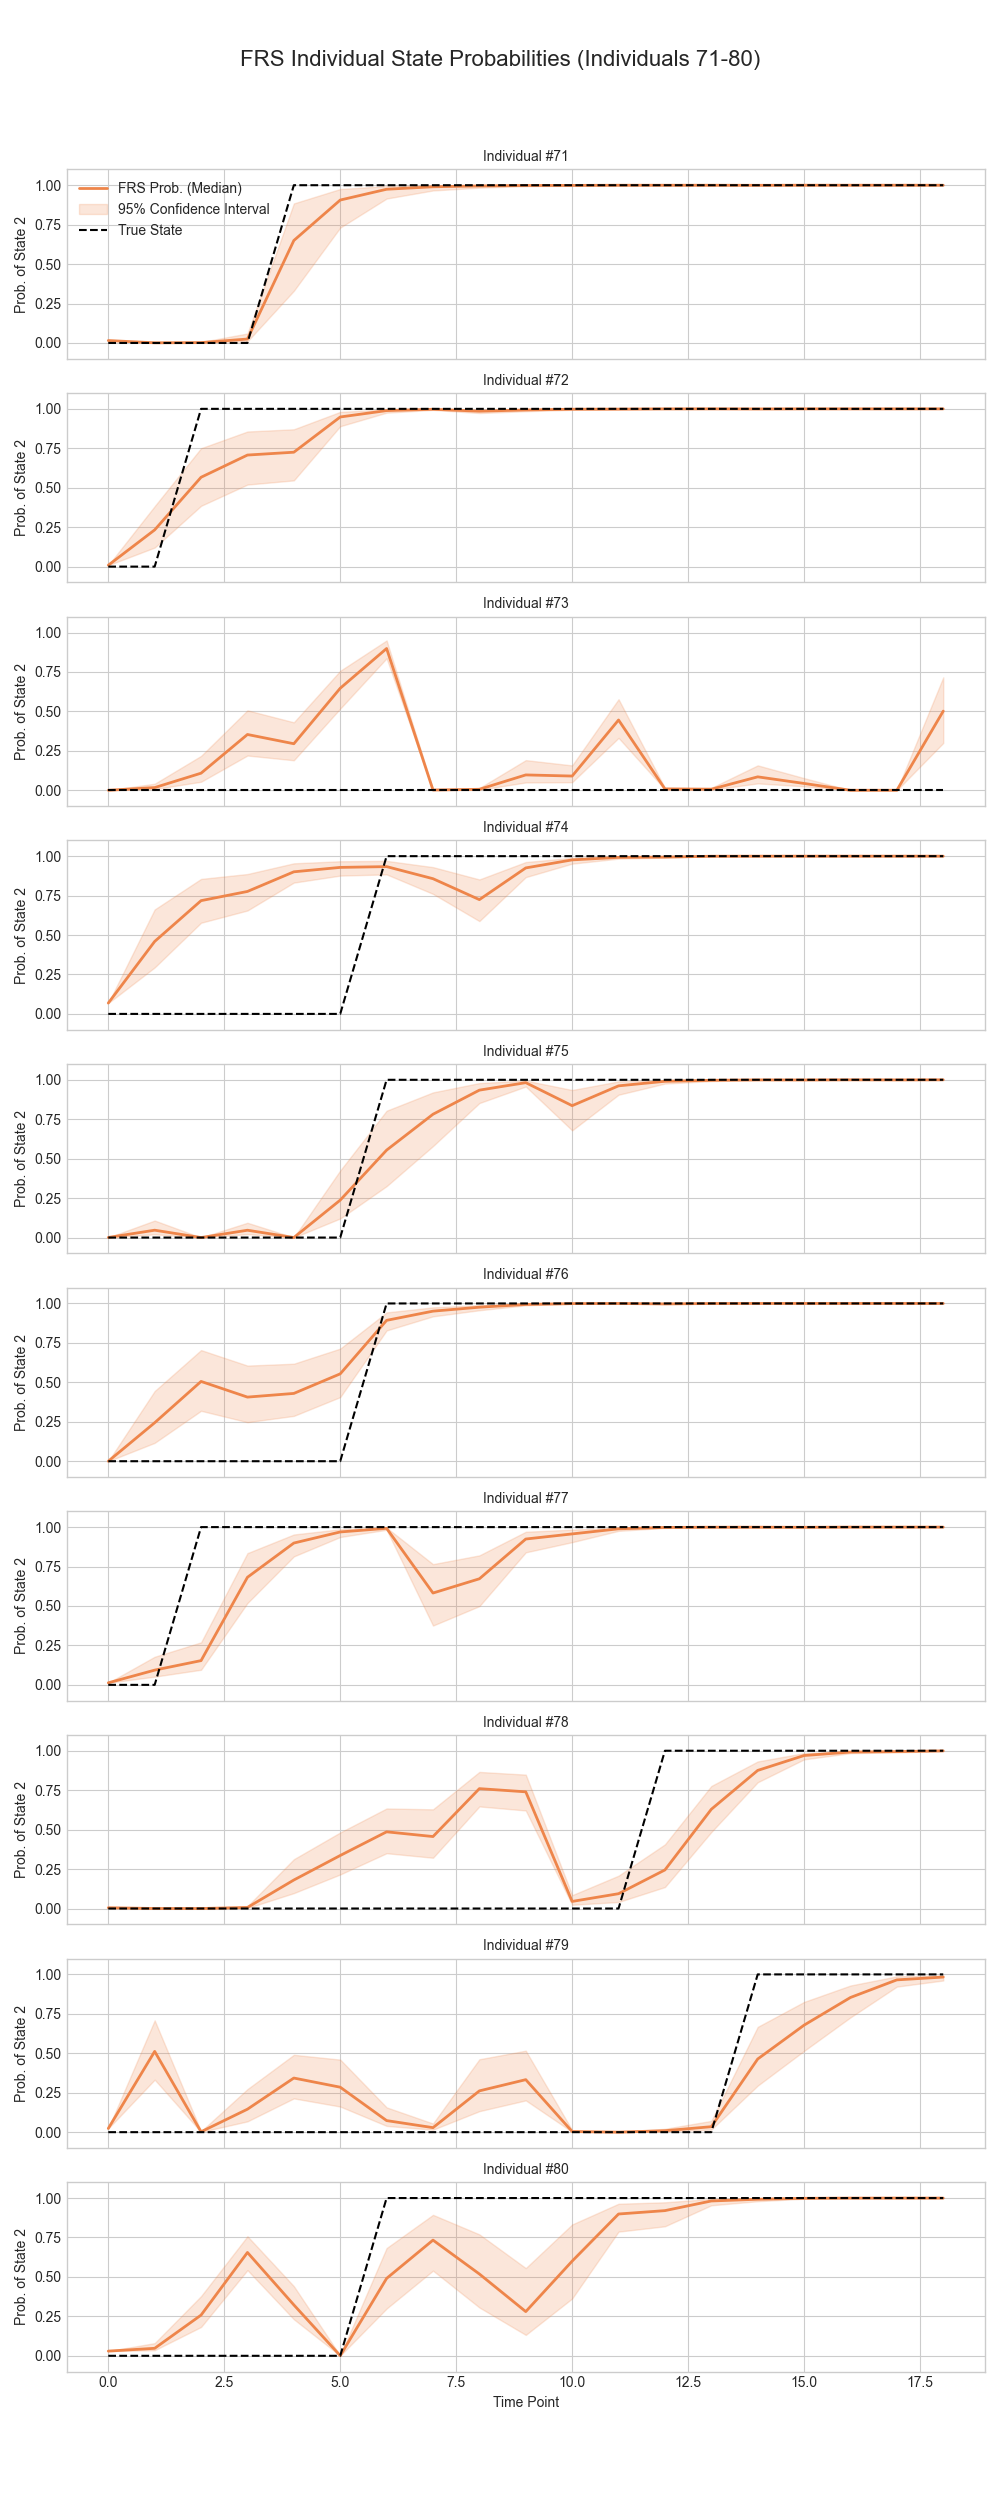 FRS Individual State Probabilities (Individuals 71-80)
Individual #71
1.00
0.75
0.50
0.25
0.00
Prob. of State 2
FRS Prob. (Median)
95% Confidence Interval
True State
Individual #72
1.00
0.75
0.50
0.25
0.00
Prob. of State 2
Individual #73
1.00
0.75
0.50
0.25
0.00
Prob. of State 2
Individual #74
1.00
0.75
0.50
0.25
0.00
Prob. of State 2
Individual #75
1.00
0.75
0.50
0.25
0.00
Prob. of State 2
Individual #76
1.00
0.75
0.50
0.25
0.00
Prob. of State 2
Individual #77
1.00
0.75
0.50
0.25
0.00
Prob. of State 2
Individual #78
1.00
0.75
0.50
0.25
0.00
Prob. of State 2
Individual #79
1.00
0.75
0.50
0.25
0.00
Prob. of State 2
Individual #80
1.00
0.75
0.50
0.25
0.00
Prob. of State 2
0.0 2.5 5.0 7.5 10.0 12.5 15.0 17.5
Time Point